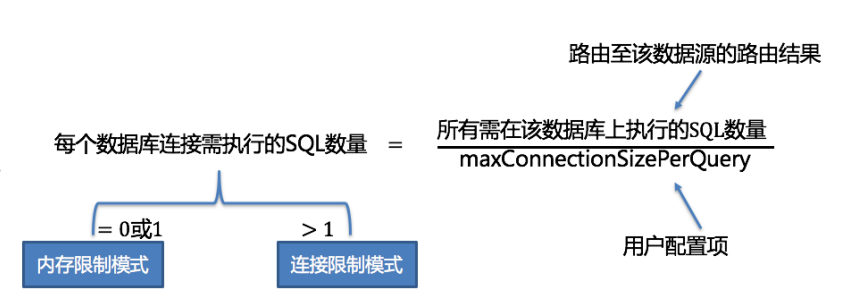 路由至该数据源的路由结果
每个数据库连接需执行的SQL数量 = 所有需在该数据库上执行的SQL数量
maxConnectionSizePerQuery
= 0或1 > 1
用户配置项
内存限制模式 连接限制模式